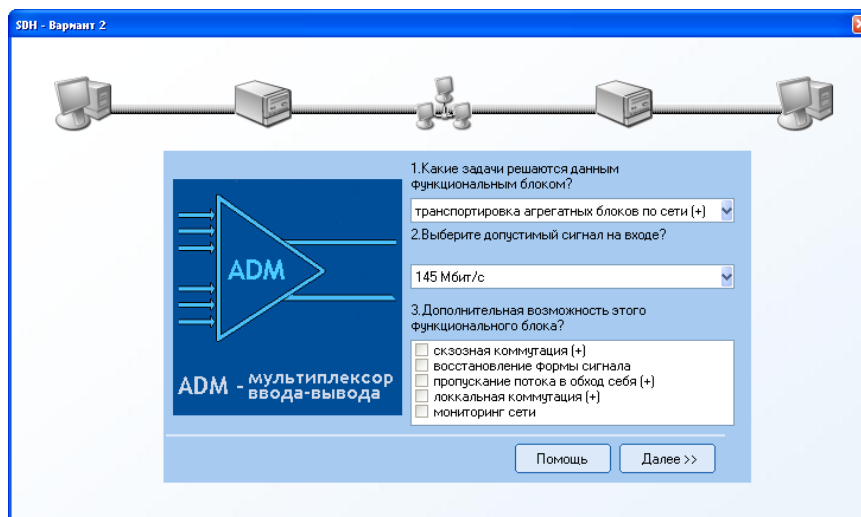 SDH - Вариант 2
1.Какие задачи решаются данным
функциональным блоком?
транспортировка агрегатных блоков по сети (+)
2.Выберите допустимый сигнал на входе?
145 Мбит/с
3.Дополнительная возможность этого
функционального блока?
скзозная коммутация (+)
восстановление формы сигнала
пропускание потока в обход себя (+)
локкальная коммутация (+)
мониторинг сети
ADM
ADM - мультиплексор
ввода-вывода
Помощь
Далее >>